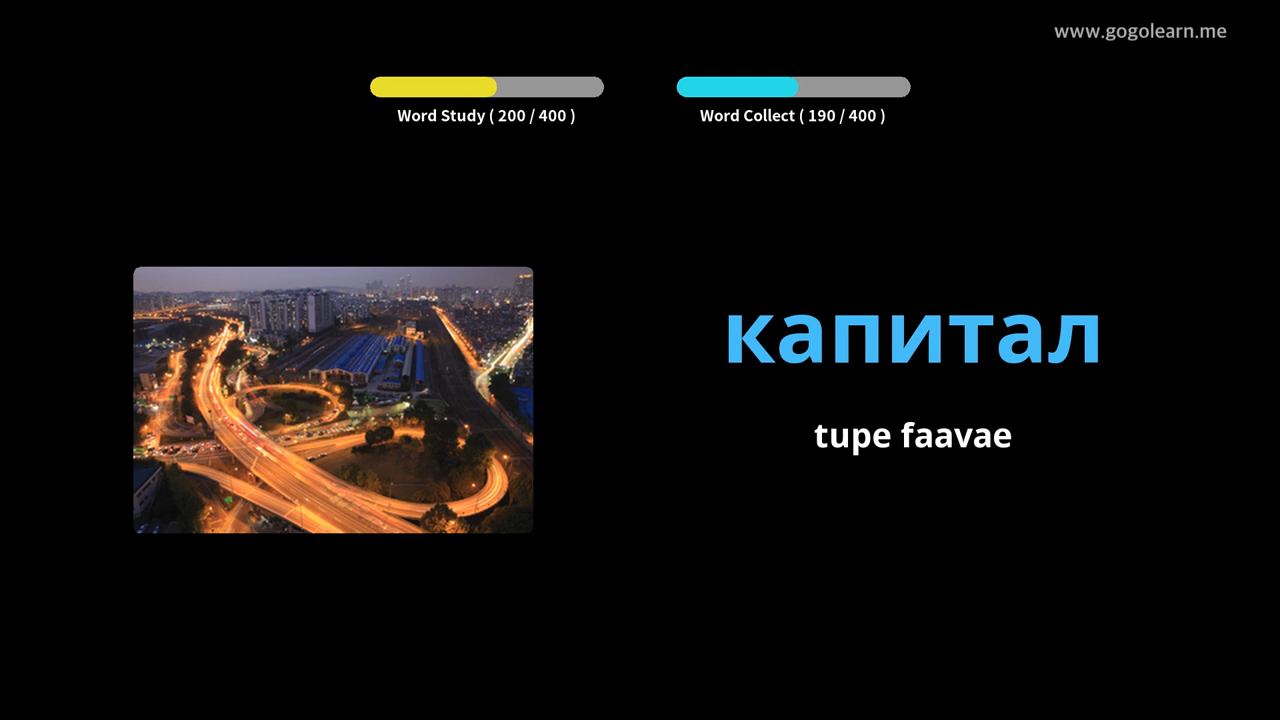 www.gogolearn.me
Word Study ( 200 / 400 )
Word Collect ( 190 / 400 )
капитал
tupe faavae